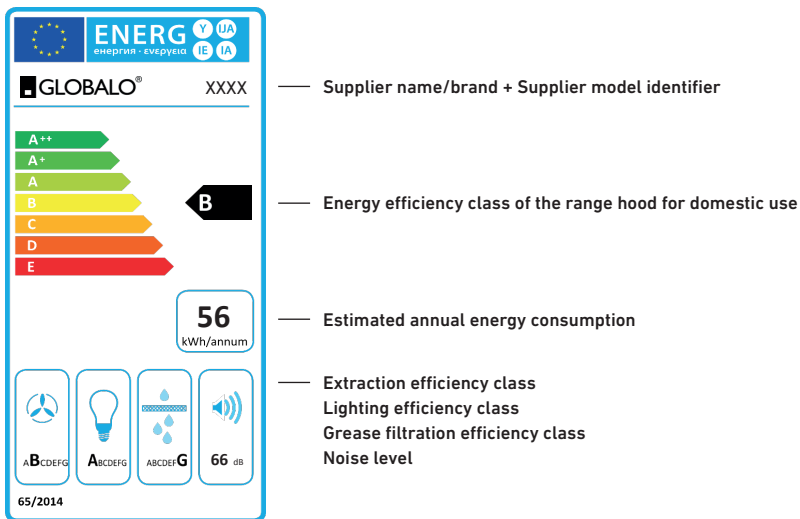 ENERG Y IJA
енергия · ενεργεια IE IA
GLOBALO® XXXX
Supplier name/brand + Supplier model identifier
A++
A+
A
B
B
Energy efficiency class of the range hood for domestic use
C
D
E
56
kWh/annum
Estimated annual energy consumption
Extraction efficiency class
Lighting efficiency class
Grease filtration efficiency class
Noise level
ABCDEFG
ABCDEFG
ABCDEFG
66 dB
65/2014